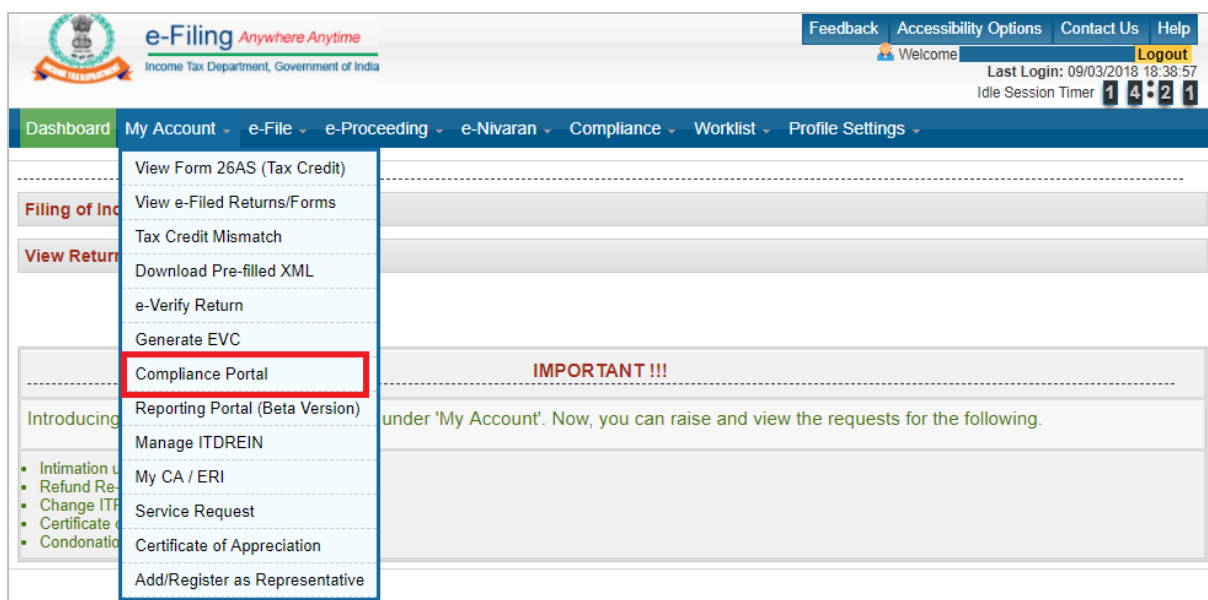 e-Filing Anywhere Anytime
Income Tax Department, Government of India
Feedback Accessibility Options Contact Us Help
Welcome Logout
Last Login: 09/03/2018 18:38:57
Idle Session Timer 1 4 : 2 1
Dashboard My Account e-File e-Proceeding e-Nivaran Compliance Worklist Profile Settings
View Form 26AS (Tax Credit)
View e-Filed Returns/Forms
Tax Credit Mismatch
Download Pre-filled XML
e-Verify Return
Generate EVC
Compliance Portal
Reporting Portal (Beta Version)
Manage ITDREIN
My CA / ERI
Service Request
Certificate of Appreciation
Add/Register as Representative
Filing of
View
IMPORTANT !!!
Introducing under 'My Account'. Now, you can raise and view the requests for the following.
Intimation
Refund
Change
Certificate